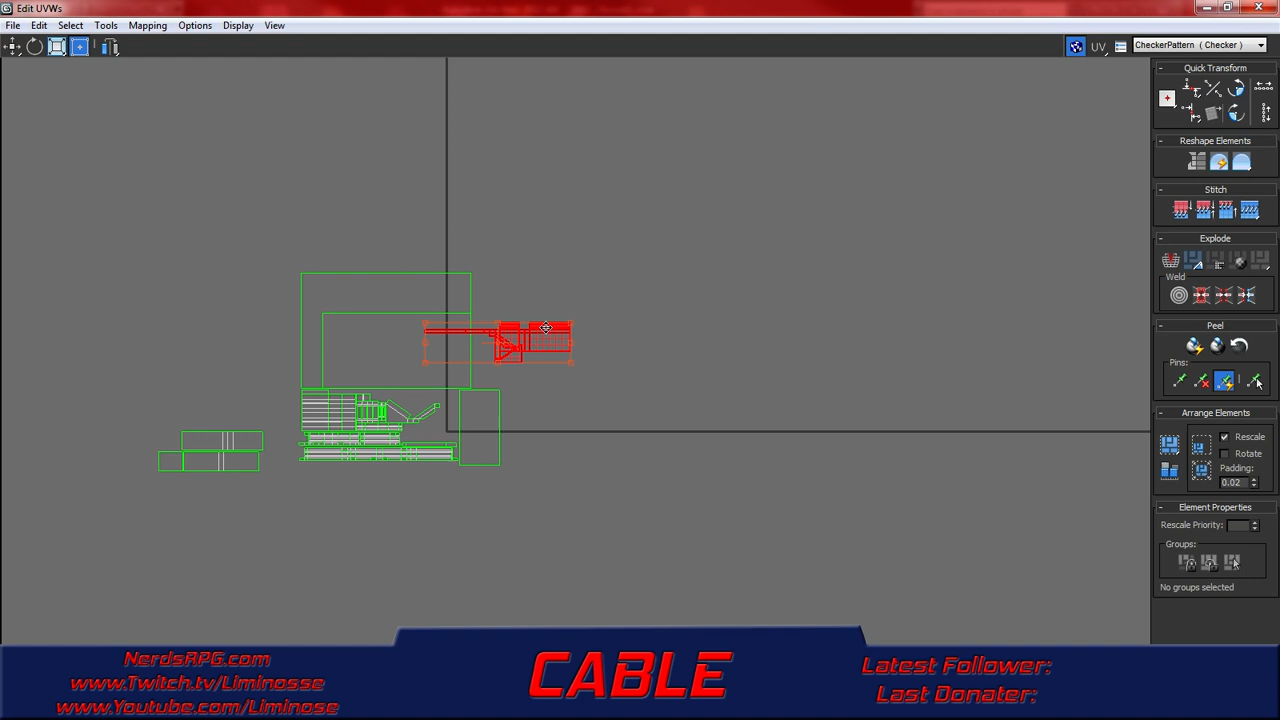 Edit UVWs
File Edit Select Tools Mapping Options Display View
UV CheckerPattern ( Checker )
- Quick Transform
- Reshape Elements
- Stitch
- Explode
Weld
- Peel
Pins:
- Arrange Elements
Rescale
Rotate
Padding:
0.02
- Element Properties
Rescale Priority:
Groups:
No groups selected
NerdsRPG.com
www.Twitch.tv/Liminosse
www.Youtube.com/Liminose
CABLE
Latest Follower:
Last Donater: